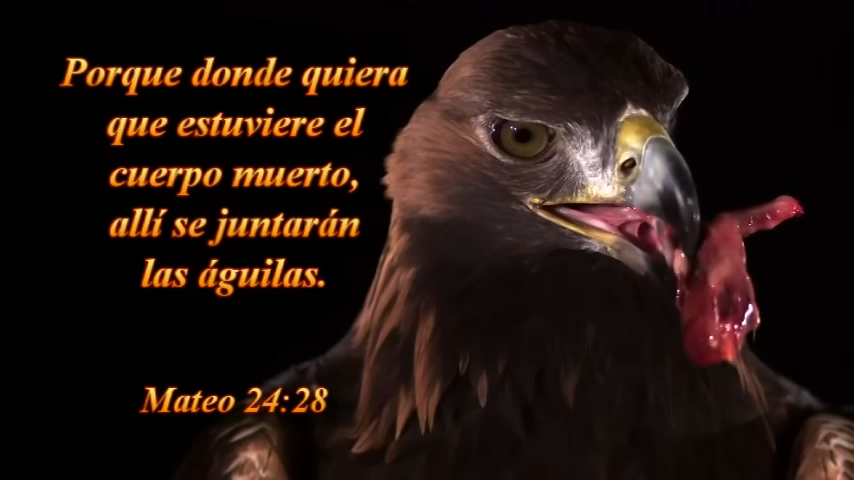 Porque donde quiera
que estuviere el
cuerpo muerto,
allí se juntarán
las águilas.
Mateo 24:28